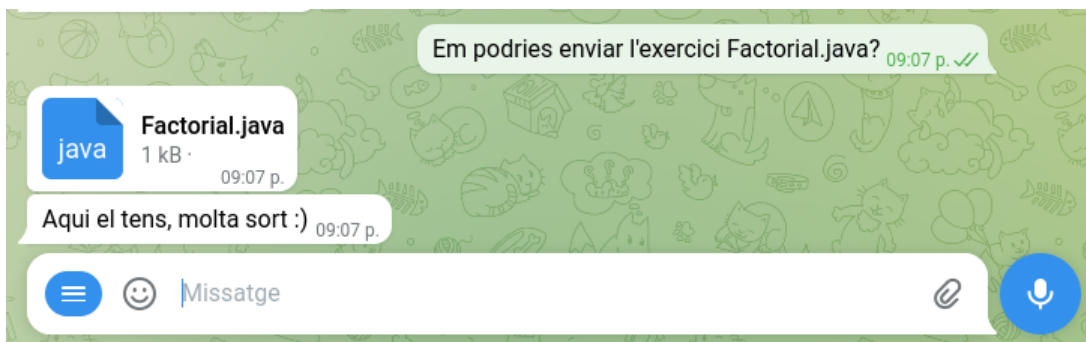 Em podries enviar l'exercici Factorial.java? 09:07 p.
java
Factorial.java
1 kB ·
09:07 p.
Aqui el tens, molta sort :) 09:07 p.
Missatge